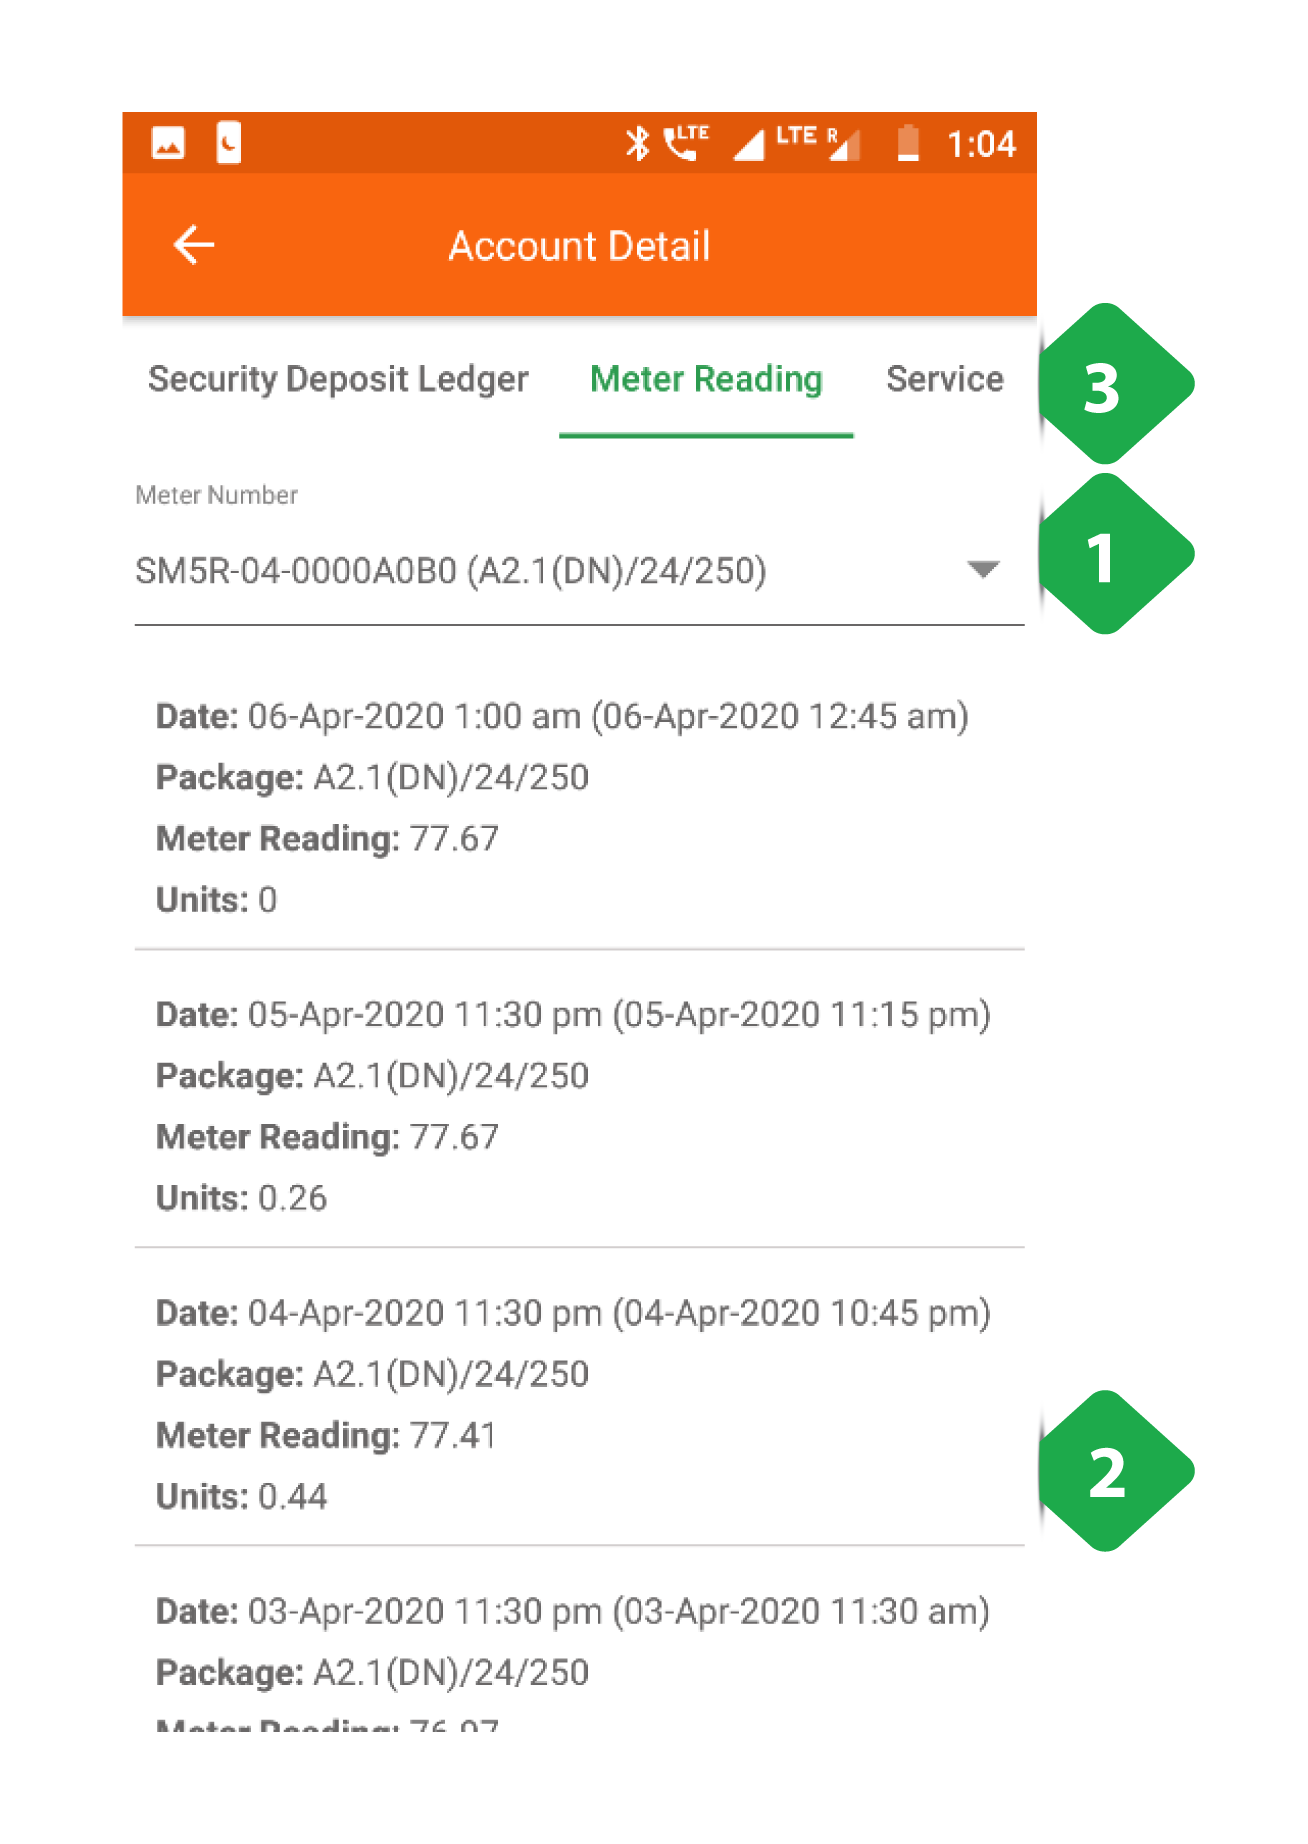 LTE LTE R 1:04
Account Detail
Security Deposit Ledger Meter Reading Service
3
Meter Number
1
SM5R-04-0000A0B0 (A2.1(DN)/24/250)
Date: 06-Apr-2020 1:00 am (06-Apr-2020 12:45 am)
Package: A2.1(DN)/24/250
Meter Reading: 77.67
Units: 0
Date: 05-Apr-2020 11:30 pm (05-Apr-2020 11:15 pm)
Package: A2.1(DN)/24/250
Meter Reading: 77.67
Units: 0.26
Date: 04-Apr-2020 11:30 pm (04-Apr-2020 10:45 pm)
Package: A2.1(DN)/24/250
Meter Reading: 77.41
2
Units: 0.44
Date: 03-Apr-2020 11:30 pm (03-Apr-2020 11:30 am)
Package: A2.1(DN)/24/250
Meter Reading: 76.97